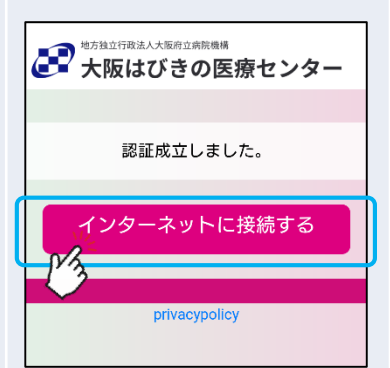 地方独立行政法人大阪府立病院機構
大阪はびきの医療センター
認証成立しました。
インターネットに接続する
privacypolicy